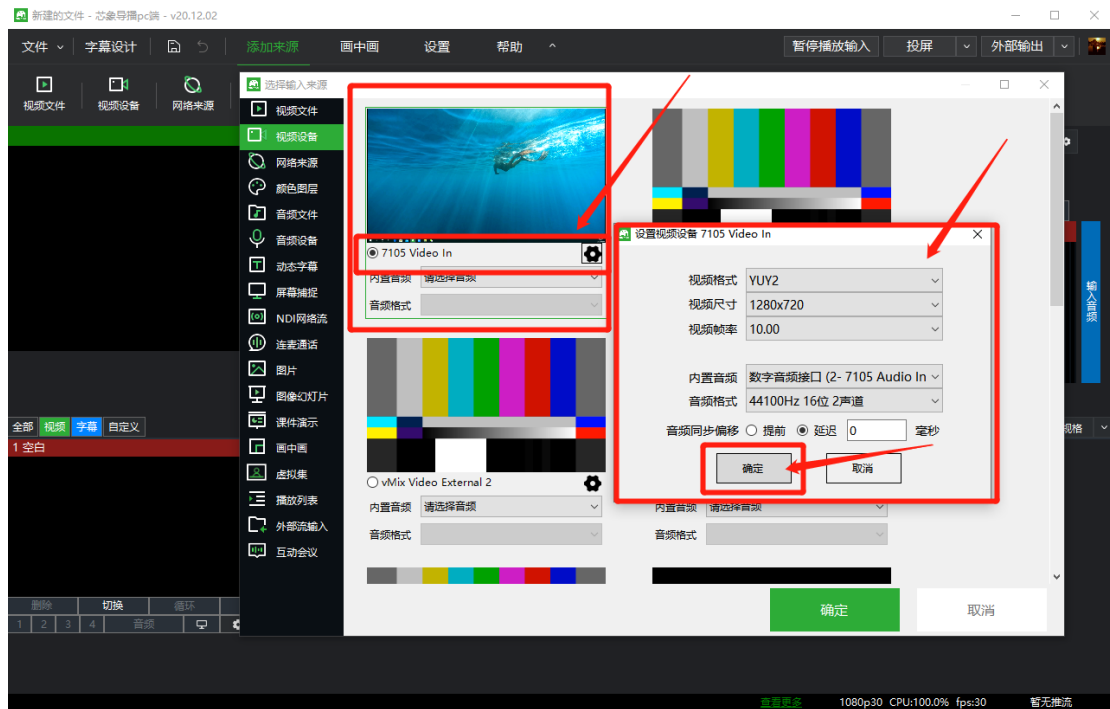 新建的文件 - 芯象导播pc端 - v20.12.02
文件 字幕设计 添加来源 画中画 设置 帮助 暂停播放输入 投屏 外部输出
视频文件 视频设备 网络来源
选择输入来源
视频文件
视频设备
网络来源
颜色图层
音频文件
音频设备
动态字幕
屏幕捕捉
NDI网络流
连麦通话
图片
图像幻灯片
课件演示
画中画
虚拟集
播放列表
外部流输入
互动会议
7105 Video In
内置音频 请选择音频
音频格式
vMix Video External 2
内置音频 请选择音频
音频格式
内置音频 请选择音频
音频格式
设置视频设备 7105 Video In
视频格式 YUY2
视频尺寸 1280x720
视频帧率 10.00
内置音频 数字音频接口 (2- 7105 Audio In
音频格式 44100Hz 16位 2声道
音频同步偏移 提前 延迟 0 毫秒
确定 取消
确定 取消
输入音频
全部 视频 字幕 自定义
规格
1 空白
删除 切换 循环
1 2 3 4 音频
查看更多 1080p30 CPU:100.0% fps:30 暂无推流